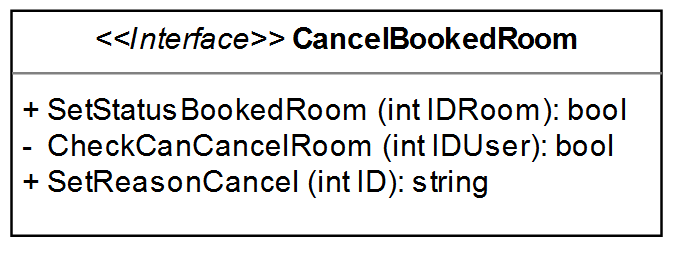 <<Interface>> CancelBookedRoom
+ SetStatusBookedRoom (int IDRoom): bool
- CheckCanCancelRoom (int IDUser): bool
+ SetReasonCancel (int ID): string